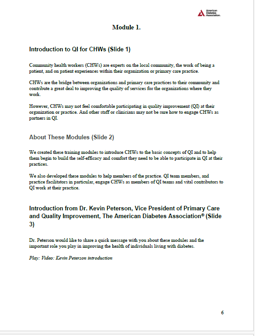 American
Diabetes
Association
Module 1.
Introduction to QI for CHWs (Slide 1)
Community health workers (CHWs) are experts on the local community, the work of being a
patient, and on patient experiences within their organization or primary care practice.
CHWs are the bridge between organizations and primary care practices to their community and
contribute a great deal to improving the quality of services for the organizations where they
work.
However, CHWs may not feel comfortable participating in quality improvement (QI) at their
organization or practice. And other staff or clinicians may not be sure how to engage CHWs as
partners in QI.
About These Modules (Slide 2)
We created these training modules to introduce CHWs to the basic concepts of QI and to help
them begin to build the self-efficacy and comfort they need to be able to participate in QI at their
practices.
We also developed these modules to help members of the practice, QI team members, and
practice facilitators in particular, engage CHWs as members of QI teams and vital contributors to
QI work at their practice.
Introduction from Dr. Kevin Peterson, Vice President of Primary Care
and Quality Improvement, The American Diabetes Association® (Slide
3)
Dr. Peterson would like to share a quick message with you about these modules and the
important role you play in improving the health of individuals living with diabetes.
Play: Video: Kevin Peterson introduction
6